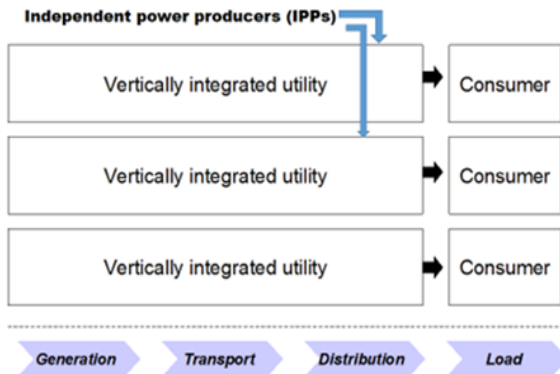 Independent power producers (IPPs)
Vertically integrated utility
Consumer
Vertically integrated utility
Consumer
Vertically integrated utility
Consumer
Generation
Transport
Distribution
Load